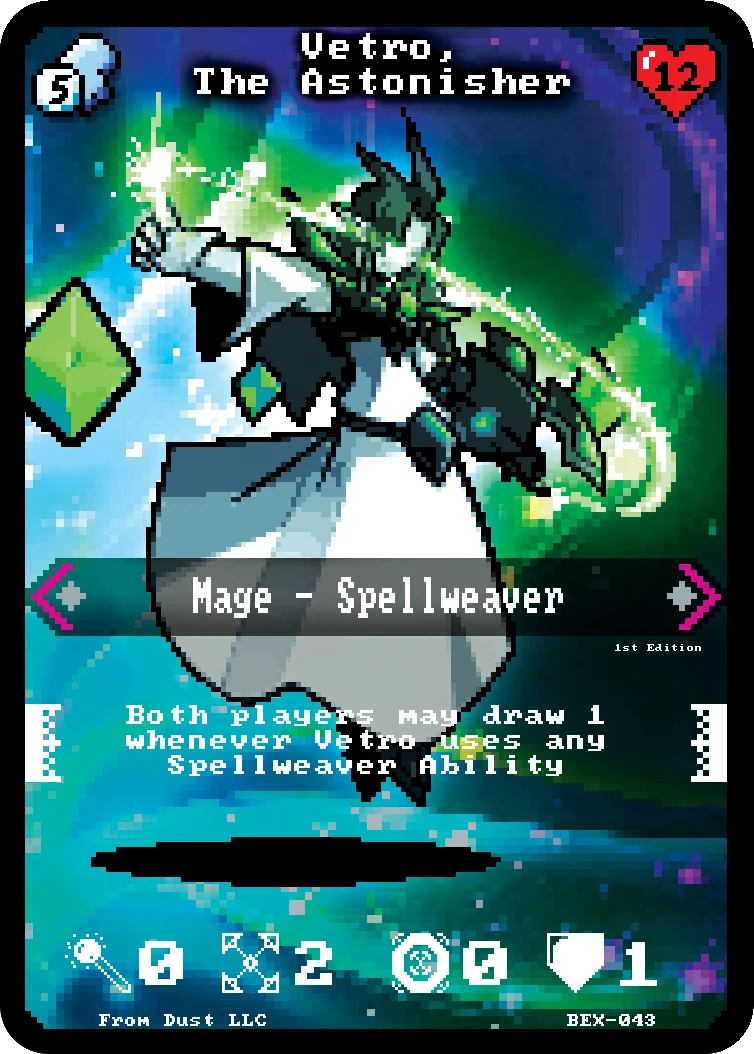 Vetro,
The Astonisher
5
12
Mage - Spellweaver
1st Edition
Both players may draw 1
whenever Vetro uses any
Spellweaver Ability
0 2 0 1
From Dust LLC BEX-043